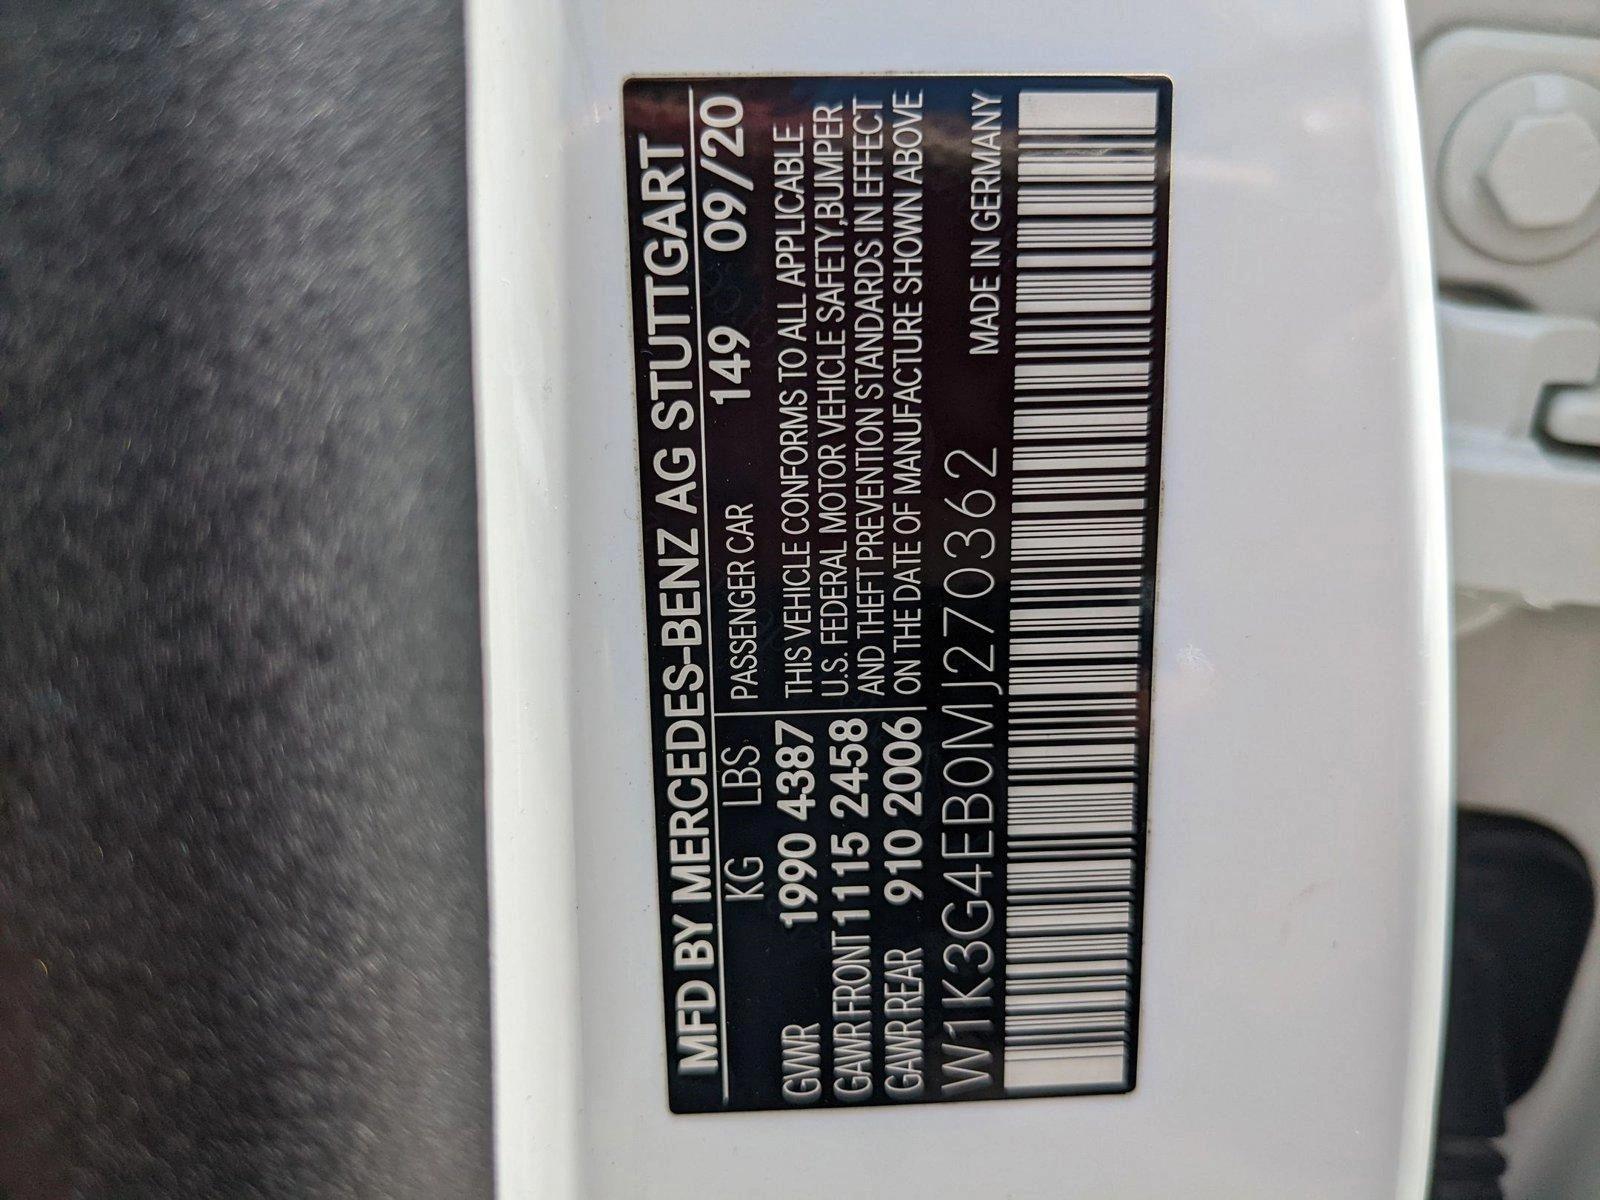 MFD BY MERCEDES-BENZ AG STUTTGART
KG LBS PASSENGER CAR 149 09/20
GVWR 1990 4387 THIS VEHICLE CONFORMS TO ALL APPLICABLE
GAWR FRONT 1115 2458 U.S. FEDERAL MOTOR VEHICLE SAFETY, BUMPER
AND THEFT PREVENTION STANDARDS IN EFFECT
GAWR REAR 910 2006 ON THE DATE OF MANUFACTURE SHOWN ABOVE
W1K3G4EB0MJ270362 MADE IN GERMANY